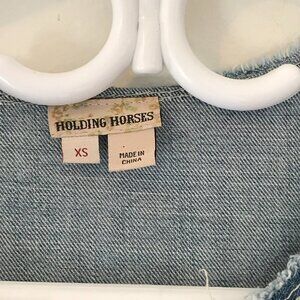 HOLDING HORSES
XS
MADE IN
CHINA